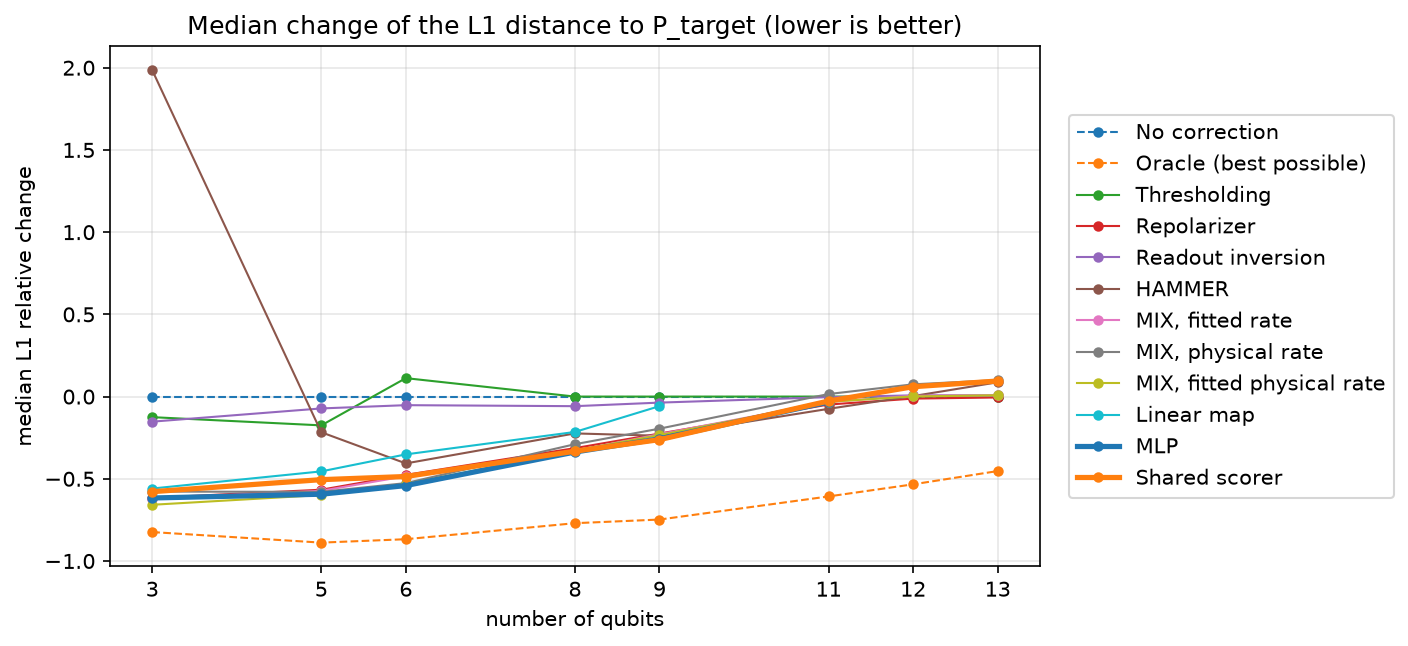 Median change of the L1 distance to P_target (lower is better)
median L1 relative change
2.0
1.5
1.0
0.5
0.0
−0.5
−1.0
3
5
6
8
9
11
12
13
number of qubits
No correction
Oracle (best possible)
Thresholding
Repolarizer
Readout inversion
HAMMER
MIX, fitted rate
MIX, physical rate
MIX, fitted physical rate
Linear map
MLP
Shared scorer